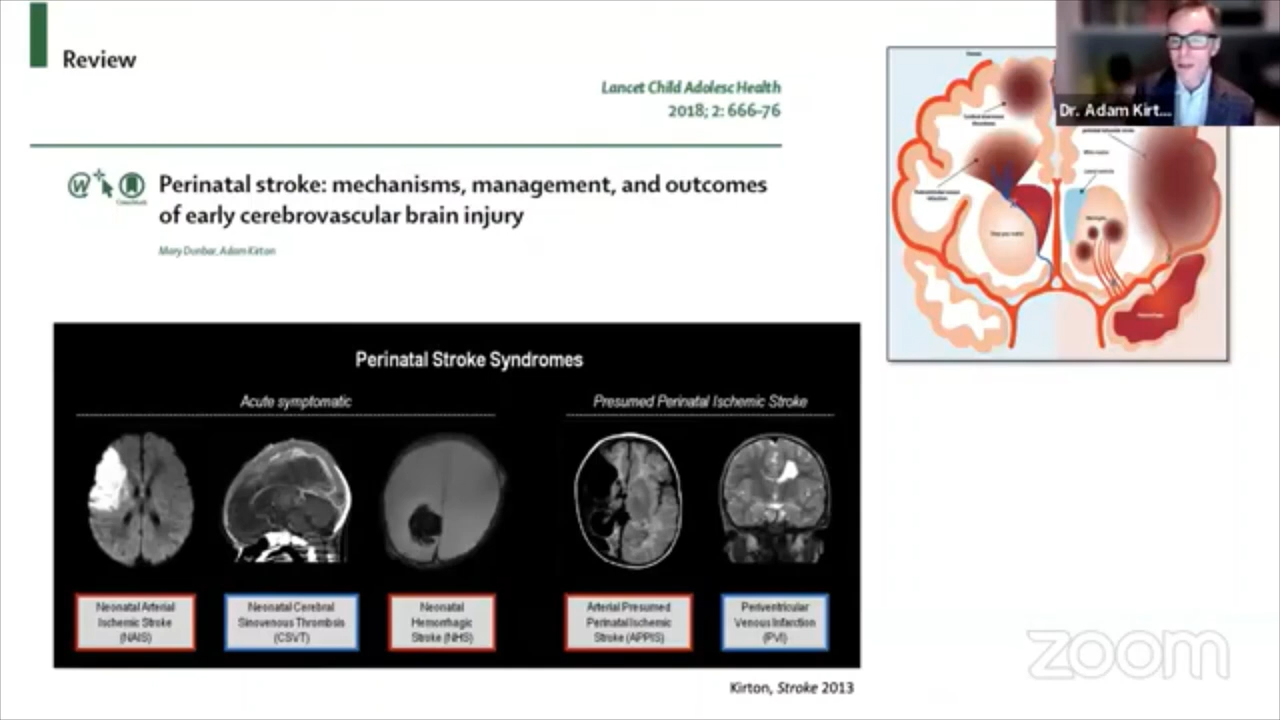 Review
Lancet Child Adolesc Health
2018; 2: 666-76
Perinatal stroke: mechanisms, management, and outcomes
of early cerebrovascular brain injury
Mary Dunbar, Adam Kirton
Dr. Adam Kirt...
Perinatal Stroke Syndromes
Acute symptomatic
Presumed Perinatal Ischemic Stroke
Neonatal Arterial
Ischemic Stroke
(NAIS)
Neonatal Cerebral
Sinovenous Thrombsis
(CSVT)
Neonatal
Hemorrhagic
Stroke (NHS)
Arterial Presumed
Perinatal Ischemic
Stroke (APPIS)
Periventricular
Venous Infarction
(PVI)
Kirton, Stroke 2013
zoom